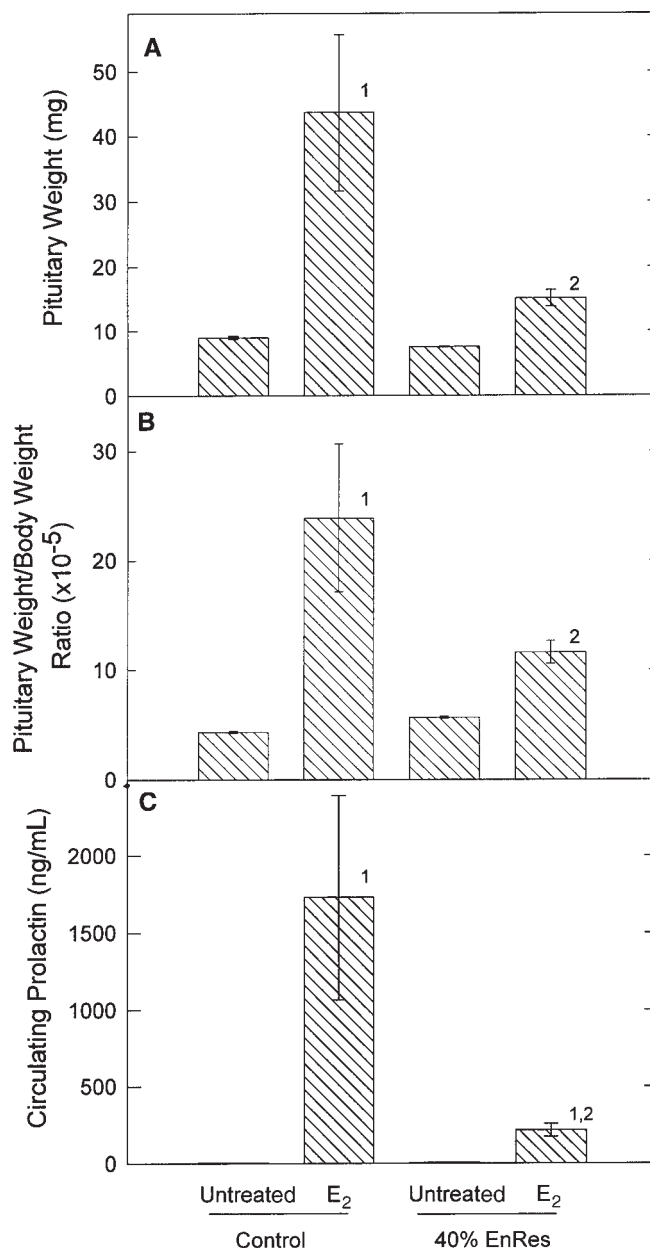 A
Pituitary Weight (mg)
50
40
30
20
10
0
1
2
B
Pituitary Weight/Body Weight
Ratio (x10⁻⁵)
30
20
10
0
1
2
C
Circulating Prolactin (ng/mL)
2000
1500
1000
500
0
1
1,2
Untreated E₂ Untreated E₂
Control 40% EnRes